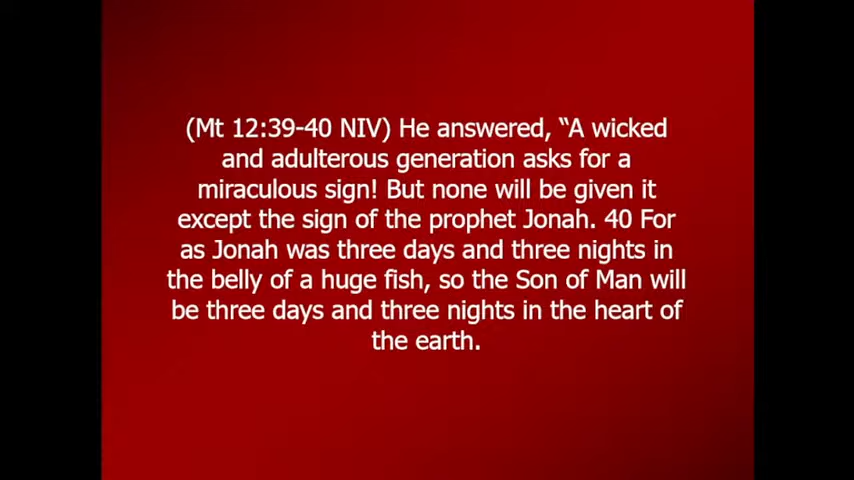 (Mt 12:39-40 NIV) He answered, “A wicked
and adulterous generation asks for a
miraculous sign! But none will be given it
except the sign of the prophet Jonah. 40 For
as Jonah was three days and three nights in
the belly of a huge fish, so the Son of Man will
be three days and three nights in the heart of
the earth.